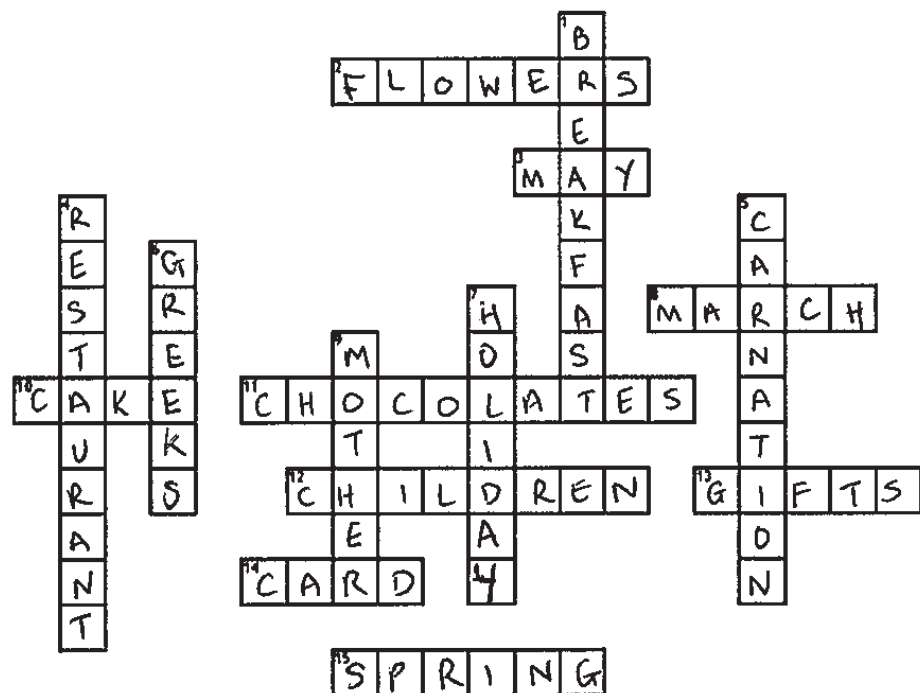 1 BREAKFAST
2 FLOWERS
3 MAY
4 RESTAURANT
5 CARNATION
6 GREEKS
7 HOLIDAY
8 MARCH
9 MOTHER
10 CAKE
11 CHOCOLATES
12 CHILDREN
13 GIFTS
14 CARD
15 SPRING